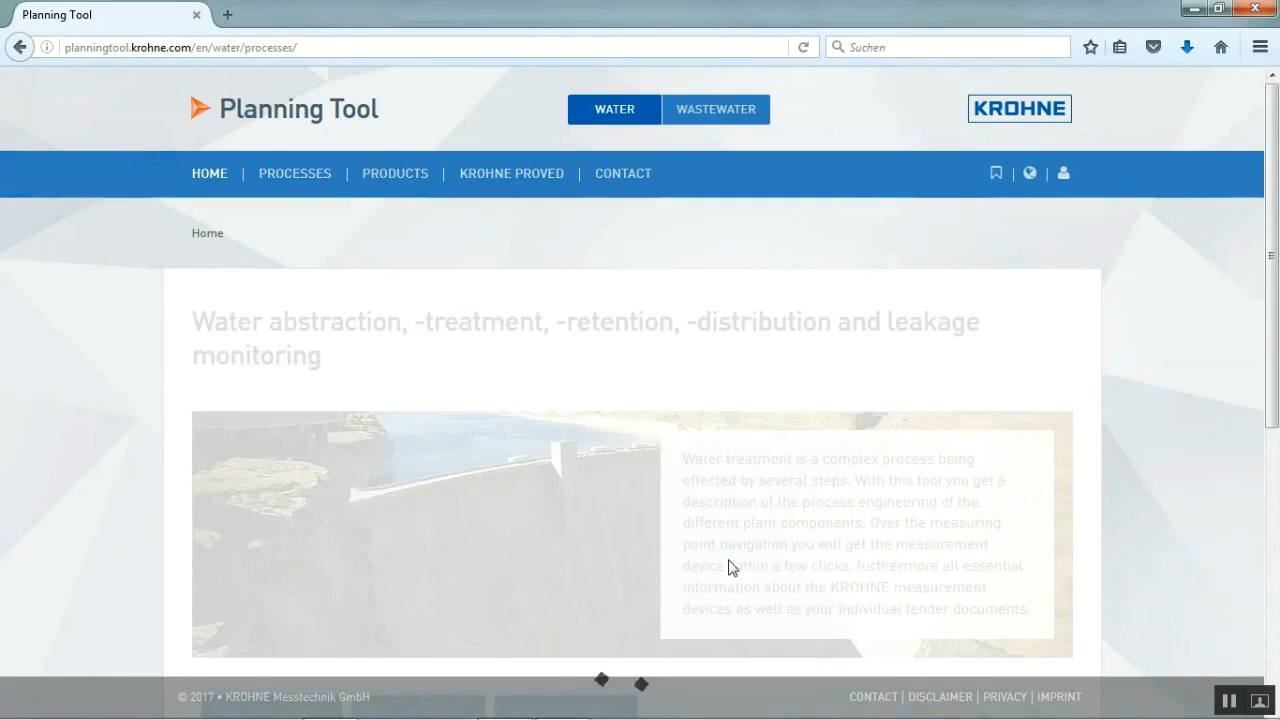 Planning Tool
planningtool.krohne.com/en/water/processes/
Suchen
Planning Tool
WATER
WASTEWATER
KROHNE
HOME | PROCESSES | PRODUCTS | KROHNE PROVED | CONTACT
Home
Water abstraction, -treatment, -retention, -distribution and leakage
monitoring
Water treatment is a complex process being
effected by several steps. With this tool you get a
description of the process engineering of the
different plant components. Over the measuring
point navigation you will get the measurement
device within a few clicks, furthermore all essential
information about the KROHNE measurement
devices as well as your individual tender documents.
© 2017 • KROHNE Messtechnik GmbH
CONTACT | DISCLAIMER | PRIVACY | IMPRINT